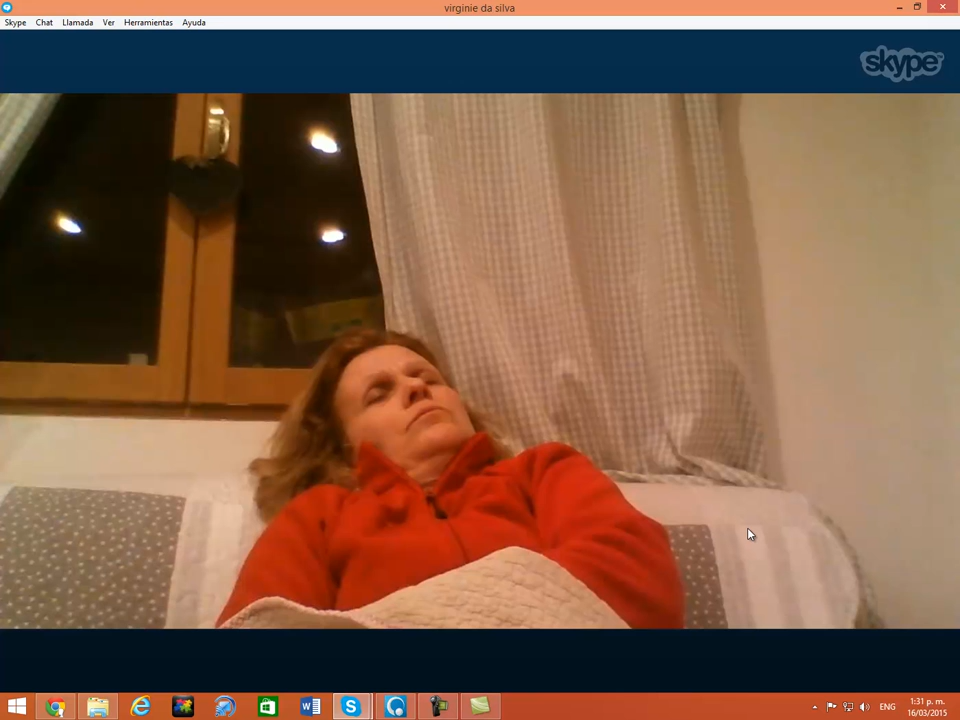 virginie da silva
Skype Chat Llamada Ver Herramientas Ayuda
skype
ENG
1:31 p. m.
16/03/2015